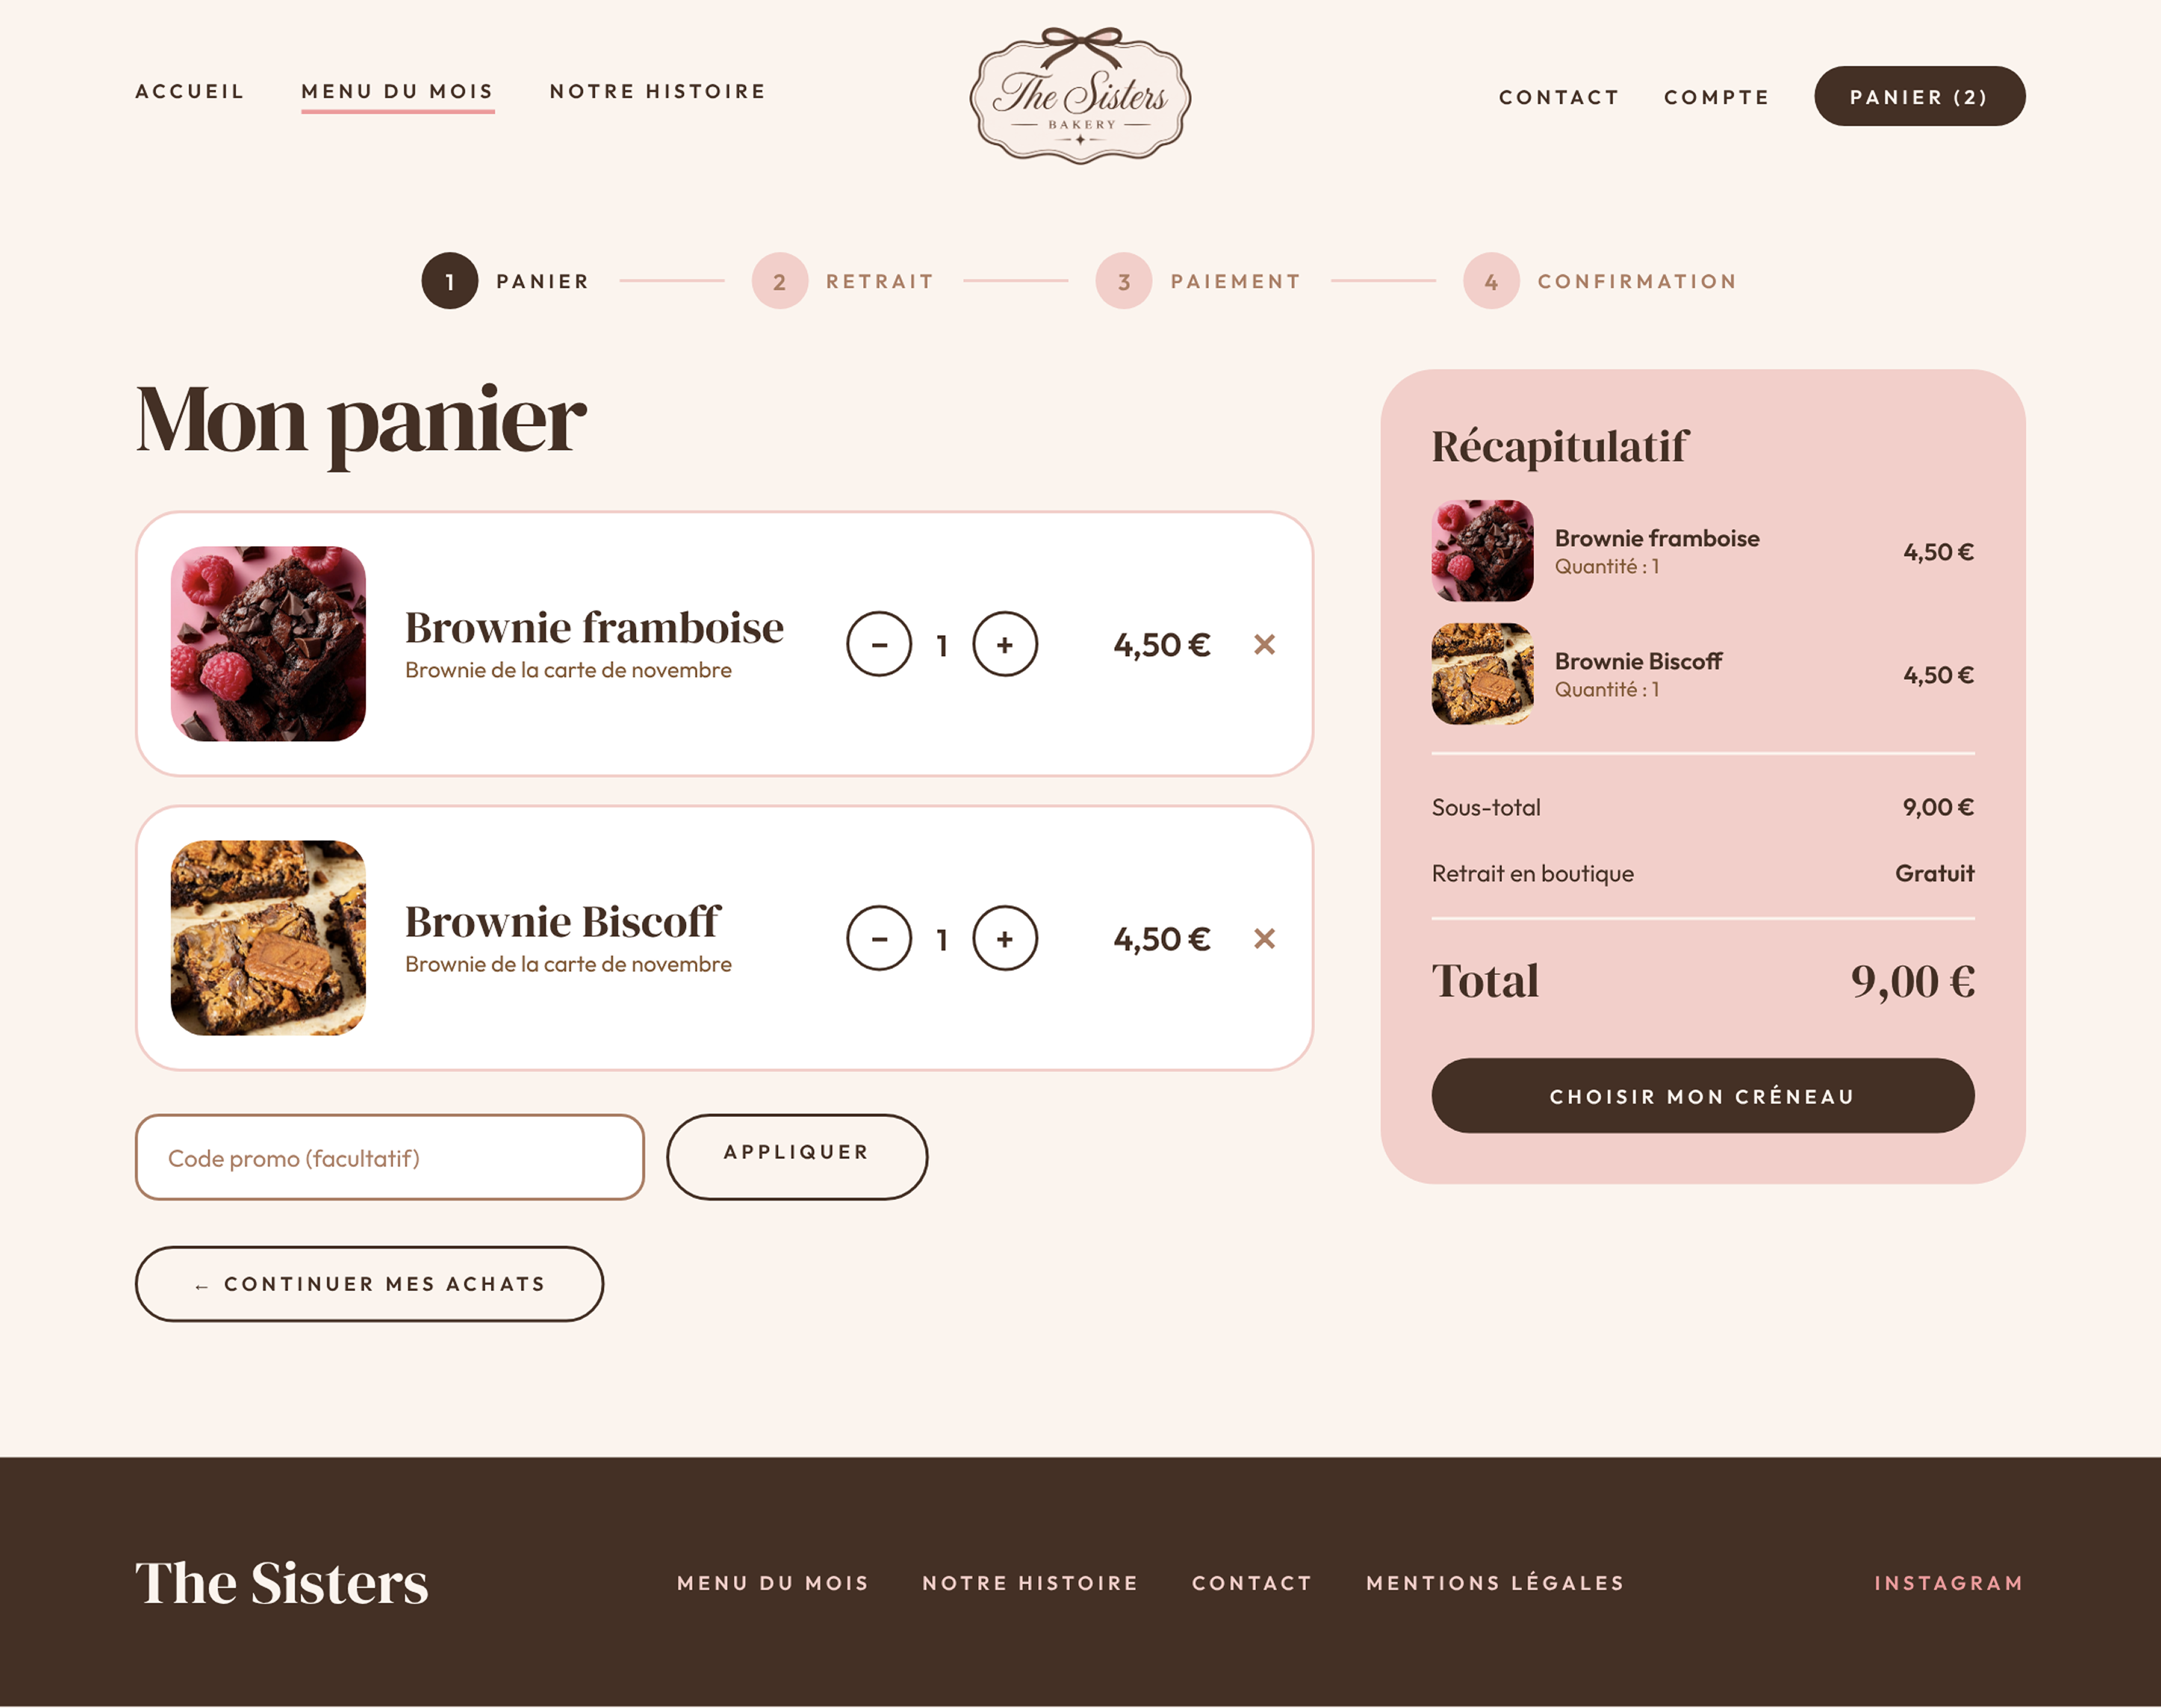 ACCUEIL
MENU DU MOIS
NOTRE HISTOIRE
The Sisters
BAKERY
CONTACT
COMPTE
PANIER (2)
1 PANIER
2 RETRAIT
3 PAIEMENT
4 CONFIRMATION
Mon panier
Brownie framboise
Brownie de la carte de novembre
− 1 +
4,50 €
×
Brownie Biscoff
Brownie de la carte de novembre
− 1 +
4,50 €
×
Code promo (facultatif)
APPLIQUER
← CONTINUER MES ACHATS
Récapitulatif
Brownie framboise
Quantité : 1
4,50 €
Brownie Biscoff
Quantité : 1
4,50 €
Sous-total 9,00 €
Retrait en boutique Gratuit
Total 9,00 €
CHOISIR MON CRÉNEAU
The Sisters
MENU DU MOIS
NOTRE HISTOIRE
CONTACT
MENTIONS LÉGALES
INSTAGRAM